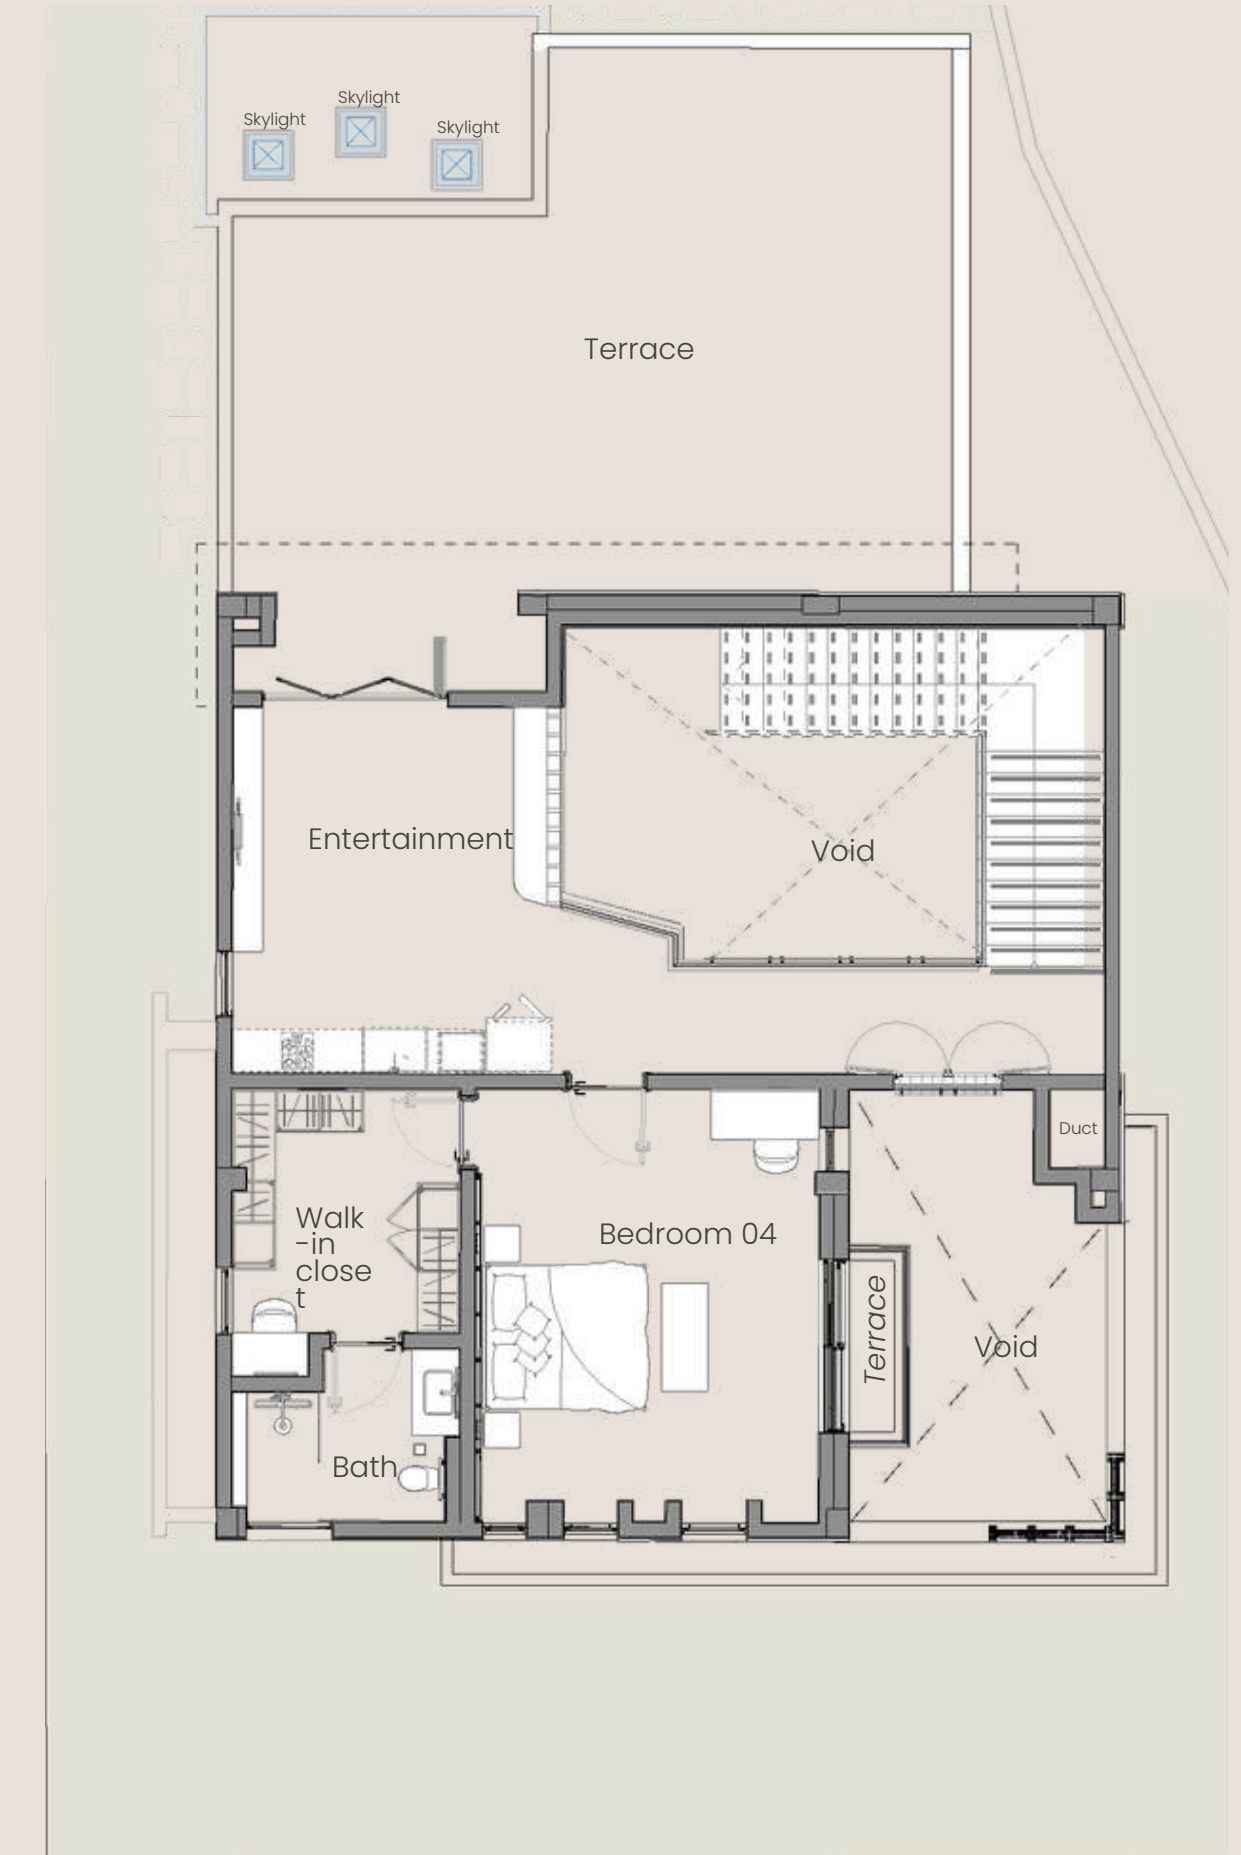 Skylight
Skylight
Skylight
Terrace
Entertainment
Void
Duct
Walk
-in
close
t
Bedroom 04
Terrace
Void
Bath